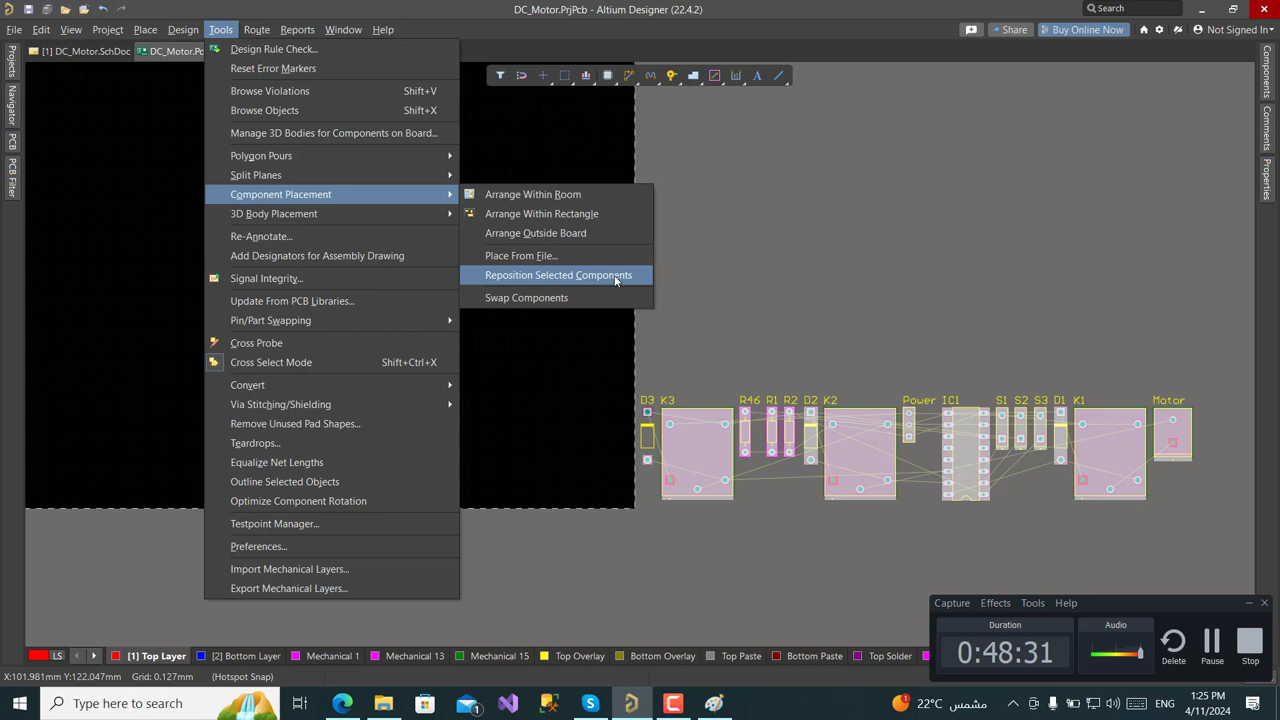 DC_Motor.PrjPcb - Altium Designer (22.4.2)
Search
File Edit View Project Place Design Tools Route Reports Window Help
Share
Buy Online Now
Not Signed In
[1] DC_Motor.SchDoc
DC_Motor.Pc
Projects
Navigator
PCB
PCB Filter
Components
Comments
Properties
Design Rule Check...
Reset Error Markers
Browse Violations Shift+V
Browse Objects Shift+X
Manage 3D Bodies for Components on Board...
Polygon Pours
Split Planes
Component Placement
3D Body Placement
Re-Annotate...
Add Designators for Assembly Drawing
Signal Integrity...
Update From PCB Libraries...
Pin/Part Swapping
Cross Probe
Cross Select Mode Shift+Ctrl+X
Convert
Via Stitching/Shielding
Remove Unused Pad Shapes...
Teardrops...
Equalize Net Lengths
Outline Selected Objects
Optimize Component Rotation
Testpoint Manager...
Preferences...
Import Mechanical Layers...
Export Mechanical Layers...
Arrange Within Room
Arrange Within Rectangle
Arrange Outside Board
Place From File...
Reposition Selected Components
Swap Components
D3 K3 R46 R1 R2 D2 K2 Power IC1 S1 S2 S3 D1 K1 Motor
Capture Effects Tools Help
Duration
0:48:31
Audio
Delete
Pause
Stop
LS
[1] Top Layer
[2] Bottom Layer
Mechanical 1
Mechanical 13
Mechanical 15
Top Overlay
Bottom Overlay
Top Paste
Bottom Paste
Top Solder
X:101.981mm Y:122.047mm Grid: 0.127mm (Hotspot Snap)
Type here to search
1
22°C مشمس
1:25 PM
4/11/2024